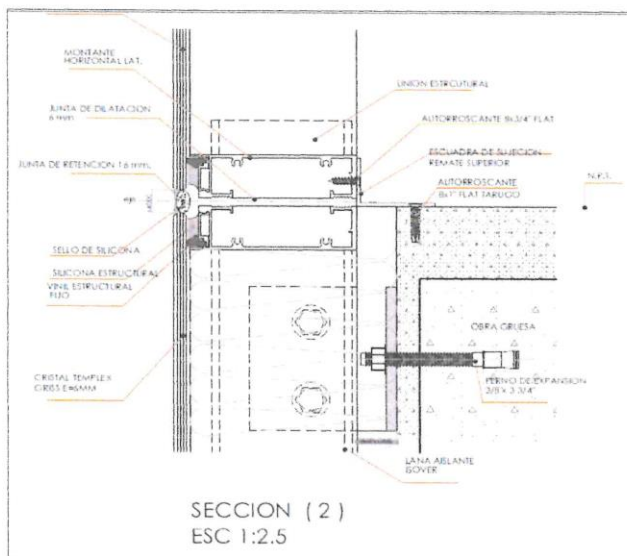 MONTANTE
HORIZONTAL LAT.
UNION ESTRCUTURAL
JUNTA DE DILATACION
6 mm.
AUTORROSCANTE 8x3/4" FLAT
ESCUADRA DE SUJECION
REMATE SUPERIOR
JUNTA DE RETENCION 16 mm.
AUTORROSCANTE
8x1" FLAT TARUGO
N.P.T.
SELLO DE SILICONA
SILICONA ESTRUCTURAL
VINIL ESTRUCTURAL
FIJO
OBRA GRUESA
CRISTAL TEMPLEX
GRIS E=6MM
PERNO DE EXPANSION
3/8 X 3 3/4"
LANA AISLANTE
ISOVER
SECCION ( 2 )
ESC 1:2.5